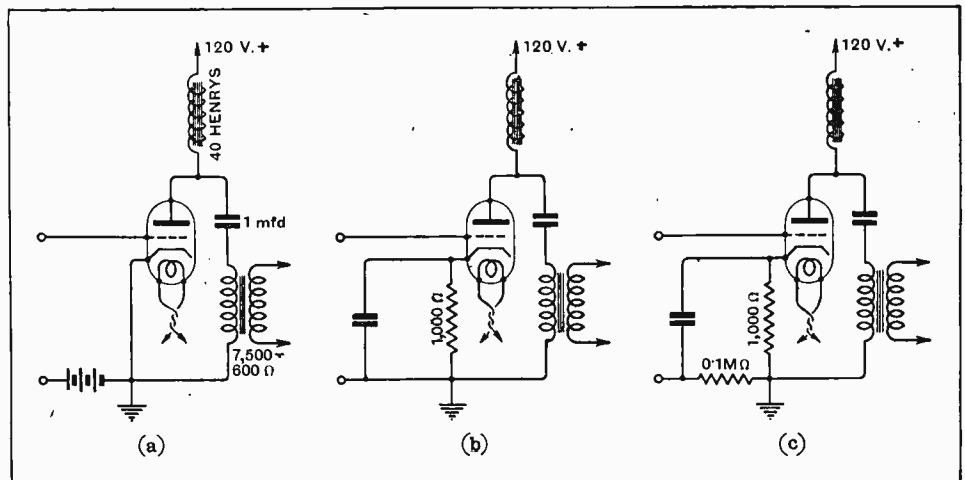 120 V. +
40 HENRYS
1 mfd
7,500 -
600 Ω
(a)
120 V. +
1,000 Ω
(b)
120 V. +
1,000 Ω
0·1MΩ
(c)